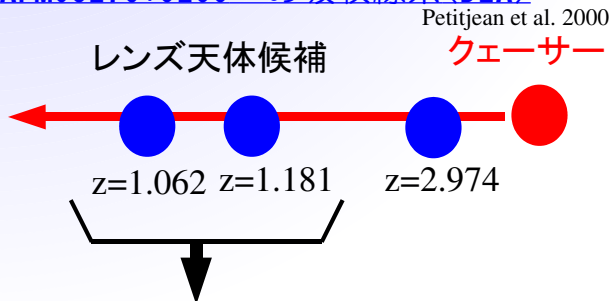 Petitjean et al. 2000
レンズ天体候補
クェーサー
z=1.062 z=1.181 z=2.974